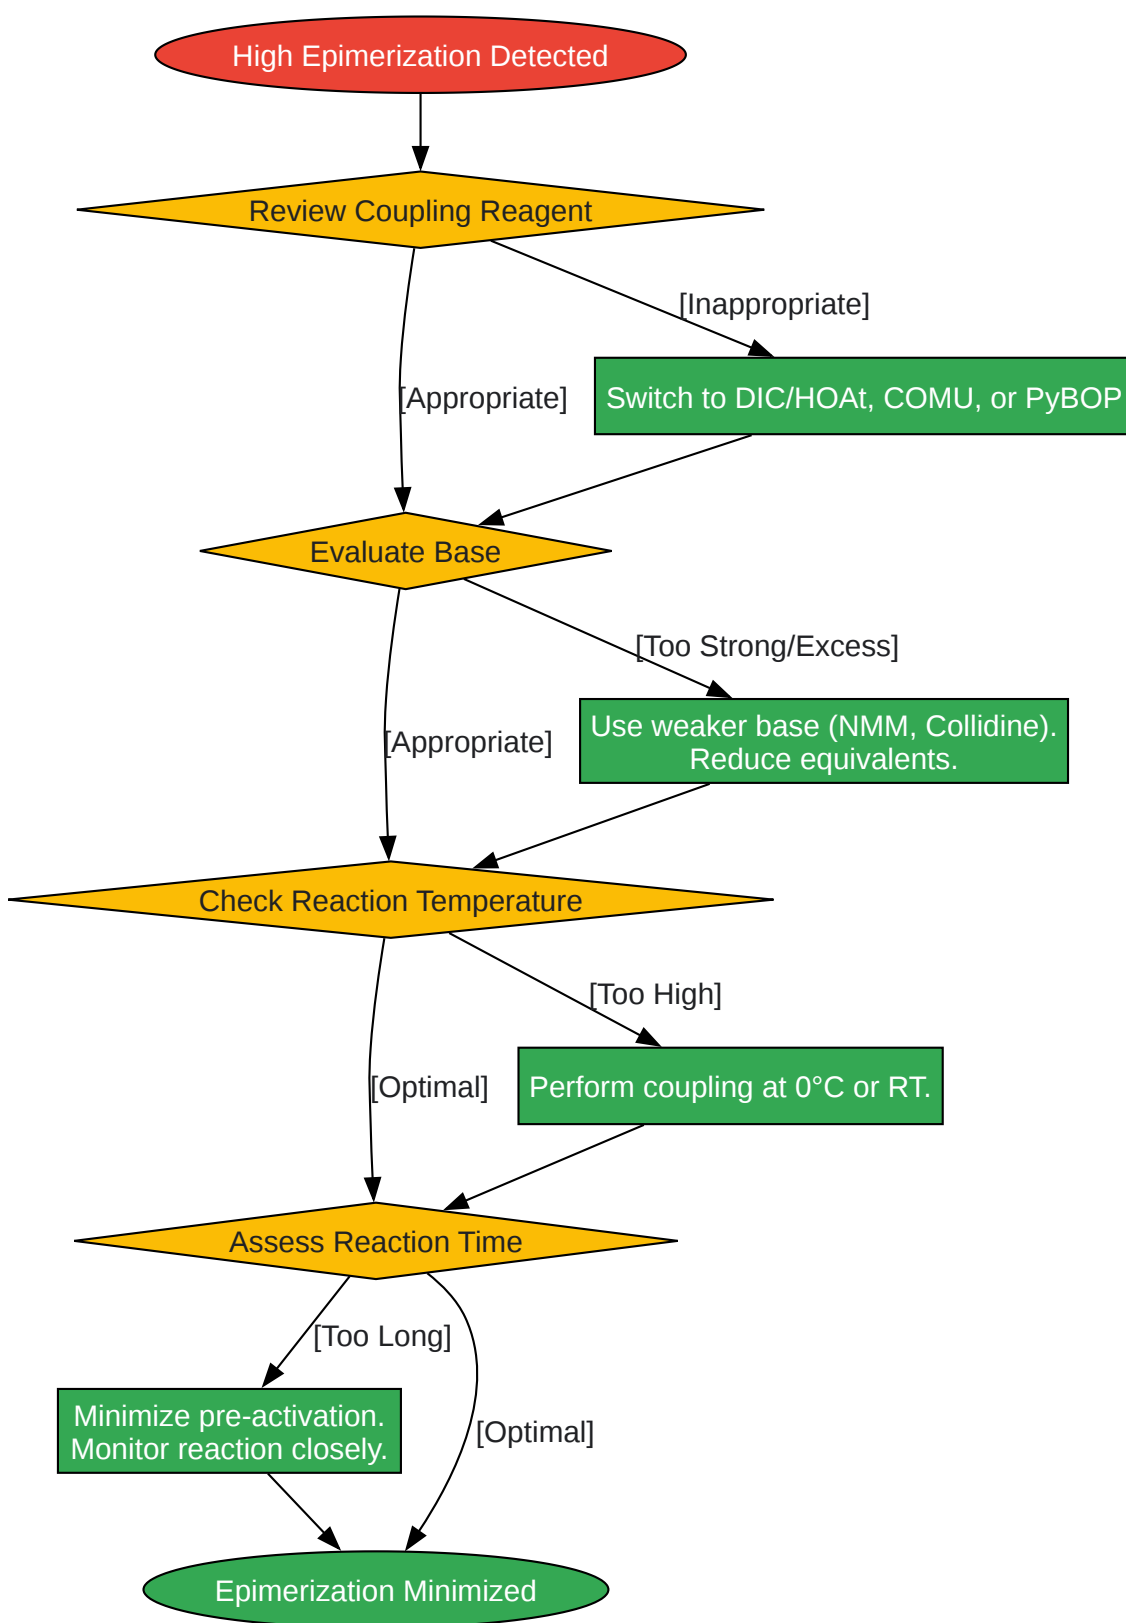 High Epimerization Detected
Review Coupling Reagent
[Inappropriate]
[Appropriate]
Switch to DIC/HOAt, COMU, or PyBOP
Evaluate Base
[Too Strong/Excess]
[Appropriate]
Use weaker base (NMM, Collidine).
Reduce equivalents.
Check Reaction Temperature
[Too High]
[Optimal]
Perform coupling at 0°C or RT.
Assess Reaction Time
[Too Long]
Minimize pre-activation.
Monitor reaction closely.
[Optimal]
Epimerization Minimized